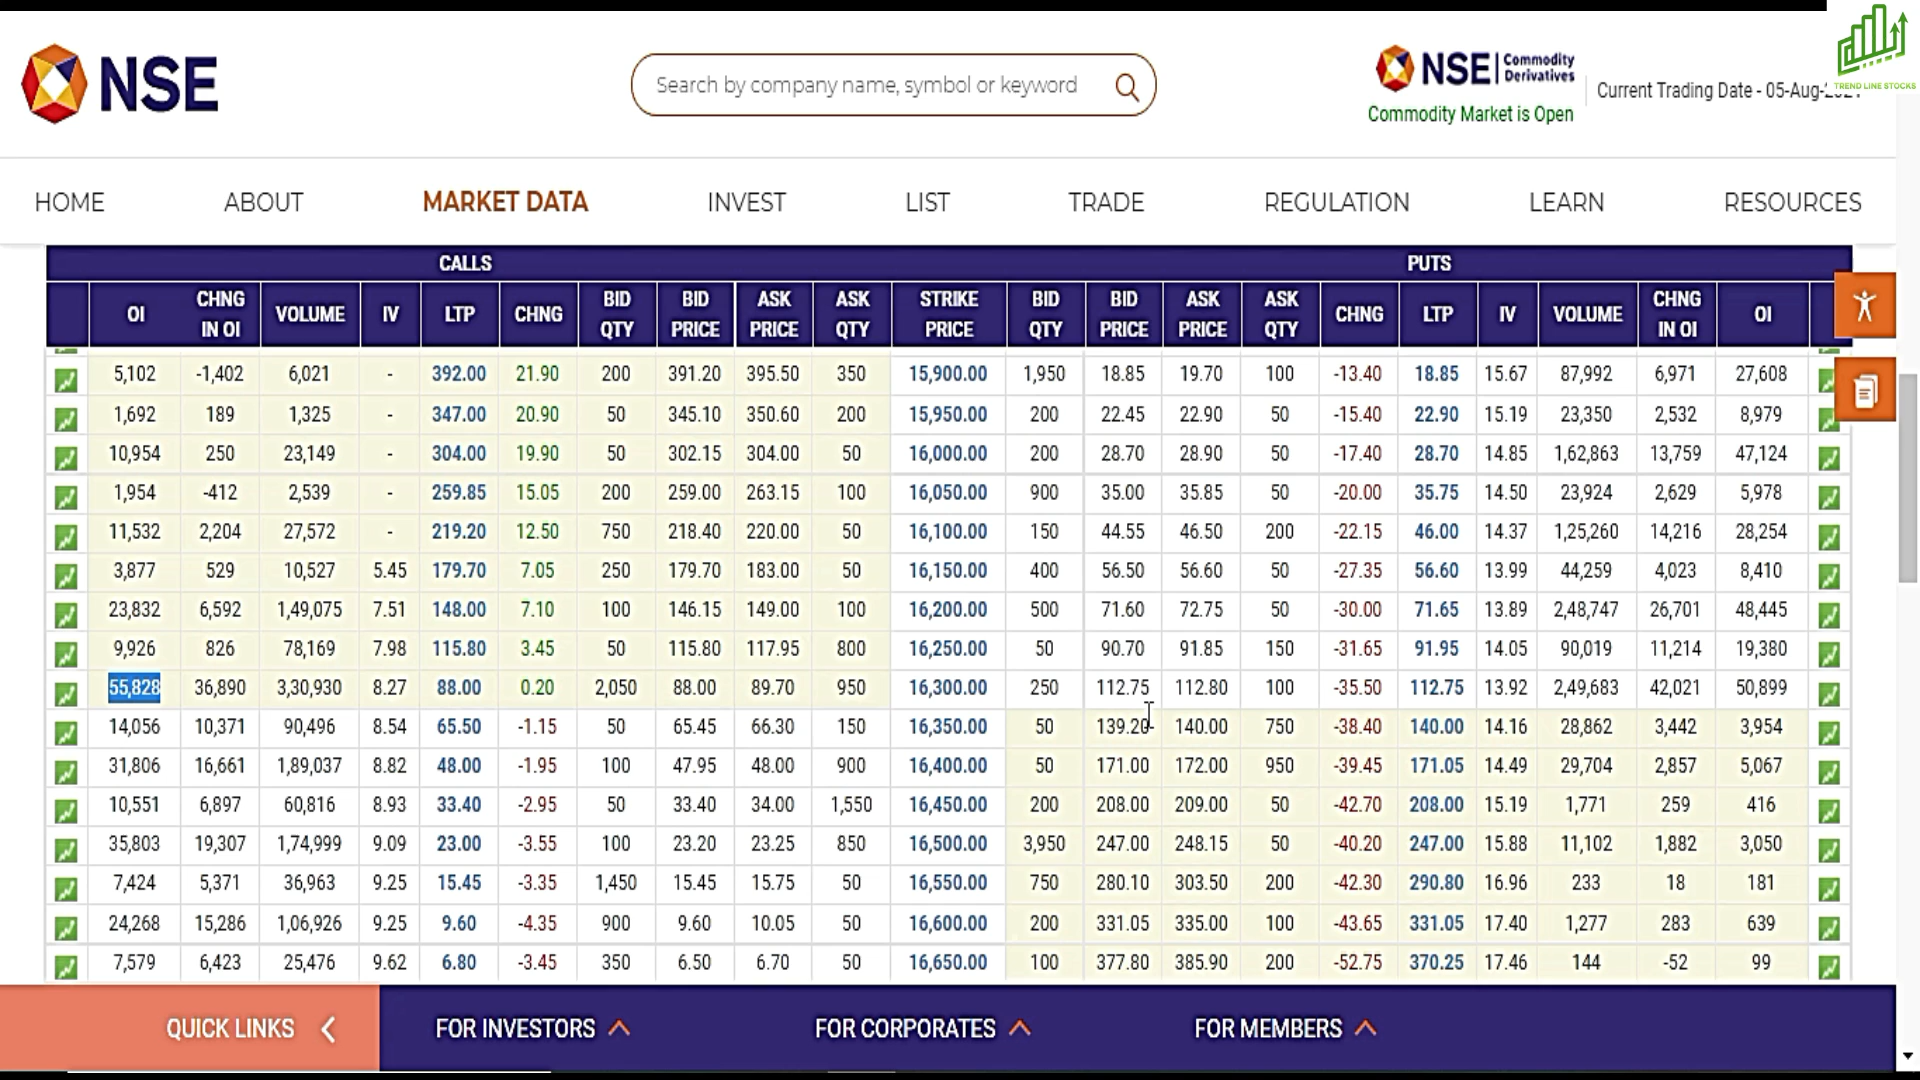 NSE
Search by company name, symbol or keyword
NSE | Commodity Derivatives
Commodity Market is Open
Current Trading Date - 05-Aug-
TREND LINE STOCKS
HOME ABOUT MARKET DATA INVEST LIST TRADE REGULATION LEARN RESOURCES
CALLS PUTS
OI CHNG IN OI VOLUME IV LTP CHNG BID QTY BID PRICE ASK PRICE ASK QTY STRIKE PRICE BID QTY BID PRICE ASK PRICE ASK QTY CHNG LTP IV VOLUME CHNG IN OI OI
5,102 -1,402 6,021 - 392.00 21.90 200 391.20 395.50 350 15,900.00 1,950 18.85 19.70 100 -13.40 18.85 15.67 87,992 6,971 27,608
1,692 189 1,325 - 347.00 20.90 50 345.10 350.60 200 15,950.00 200 22.45 22.90 50 -15.40 22.90 15.19 23,350 2,532 8,979
10,954 250 23,149 - 304.00 19.90 50 302.15 304.00 50 16,000.00 200 28.70 28.90 50 -17.40 28.70 14.85 1,62,863 13,759 47,124
1,954 -412 2,539 - 259.85 15.05 200 259.00 263.15 100 16,050.00 900 35.00 35.85 50 -20.00 35.75 14.50 23,924 2,629 5,978
11,532 2,204 27,572 - 219.20 12.50 750 218.40 220.00 50 16,100.00 150 44.55 46.50 200 -22.15 46.00 14.37 1,25,260 14,216 28,254
3,877 529 10,527 5.45 179.70 7.05 250 179.70 183.00 50 16,150.00 400 56.50 56.60 50 -27.35 56.60 13.99 44,259 4,023 8,410
23,832 6,592 1,49,075 7.51 148.00 7.10 100 146.15 149.00 100 16,200.00 500 71.60 72.75 50 -30.00 71.65 13.89 2,48,747 26,701 48,445
9,926 826 78,169 7.98 115.80 3.45 50 115.80 117.95 800 16,250.00 50 90.70 91.85 150 -31.65 91.95 14.05 90,019 11,214 19,380
55,828 36,890 3,30,930 8.27 88.00 0.20 2,050 88.00 89.70 950 16,300.00 250 112.75 112.80 100 -35.50 112.75 13.92 2,49,683 42,021 50,899
14,056 10,371 90,496 8.54 65.50 -1.15 50 65.45 66.30 150 16,350.00 50 139.20 140.00 750 -38.40 140.00 14.16 28,862 3,442 3,954
31,806 16,661 1,89,037 8.82 48.00 -1.95 100 47.95 48.00 900 16,400.00 50 171.00 172.00 950 -39.45 171.05 14.49 29,704 2,857 5,067
10,551 6,897 60,816 8.93 33.40 -2.95 50 33.40 34.00 1,550 16,450.00 200 208.00 209.00 50 -42.70 208.00 15.19 1,771 259 416
35,803 19,307 1,74,999 9.09 23.00 -3.55 100 23.20 23.25 850 16,500.00 3,950 247.00 248.15 50 -40.20 247.00 15.88 11,102 1,882 3,050
7,424 5,371 36,963 9.25 15.45 -3.35 1,450 15.45 15.75 50 16,550.00 750 280.10 303.50 200 -42.30 290.80 16.96 233 18 181
24,268 15,286 1,06,926 9.25 9.60 -4.35 900 9.60 10.05 50 16,600.00 200 331.05 335.00 100 -43.65 331.05 17.40 1,277 283 639
7,579 6,423 25,476 9.62 6.80 -3.45 350 6.50 6.70 50 16,650.00 100 377.80 385.90 200 -52.75 370.25 17.46 144 -52 99
QUICK LINKS FOR INVESTORS FOR CORPORATES FOR MEMBERS